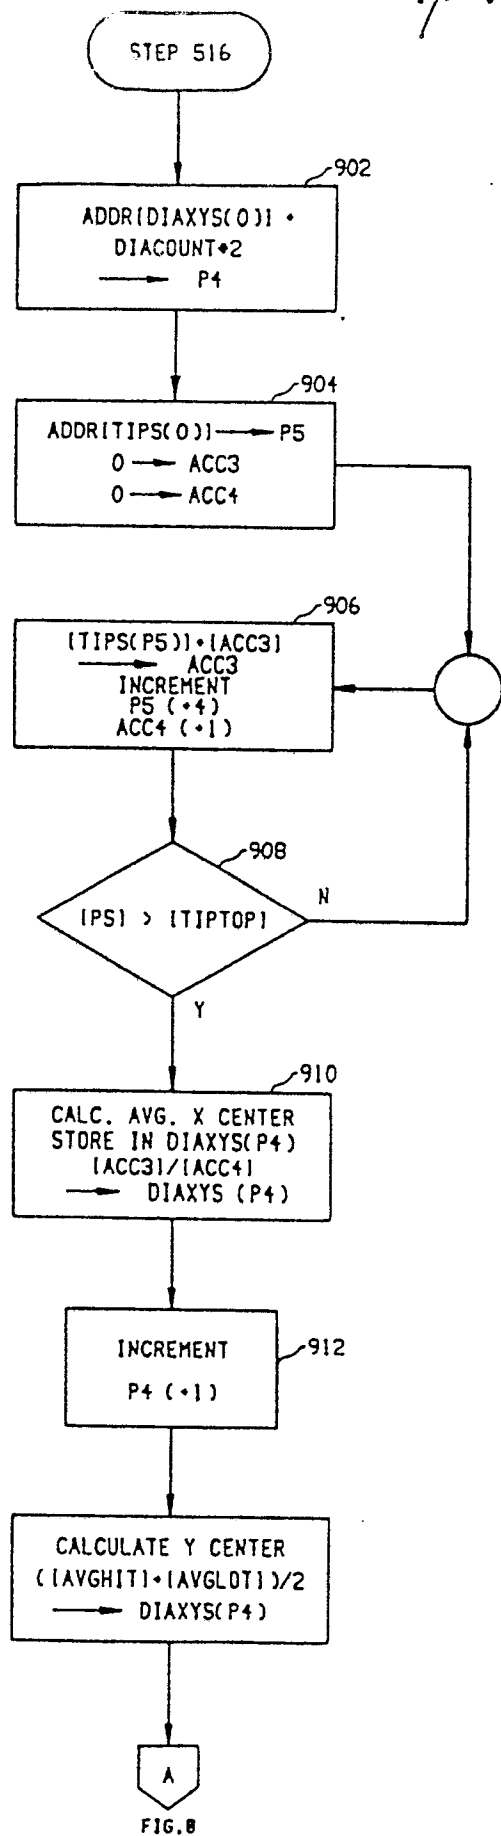 STEP 516
902
ADDR[DIAXYS(0)] +
DIACOUNT*2
→ P4
904
ADDR[TIPS(0)] → P5
0 → ACC3
0 → ACC4
906
[TIPS(P5)]+[ACC3]
→ ACC3
INCREMENT
P5 (+4)
ACC4 (+1)
908
[P5] > [TIPTOP]
N
Y
910
CALC. AVG. X CENTER
STORE IN DIAXYS(P4)
[ACC3]/[ACC4]
→ DIAXYS (P4)
912
INCREMENT
P4 (+1)
CALCULATE Y CENTER
([AVGHIT]+[AVGLOT])/2
→ DIAXYS(P4)
A
FIG.8